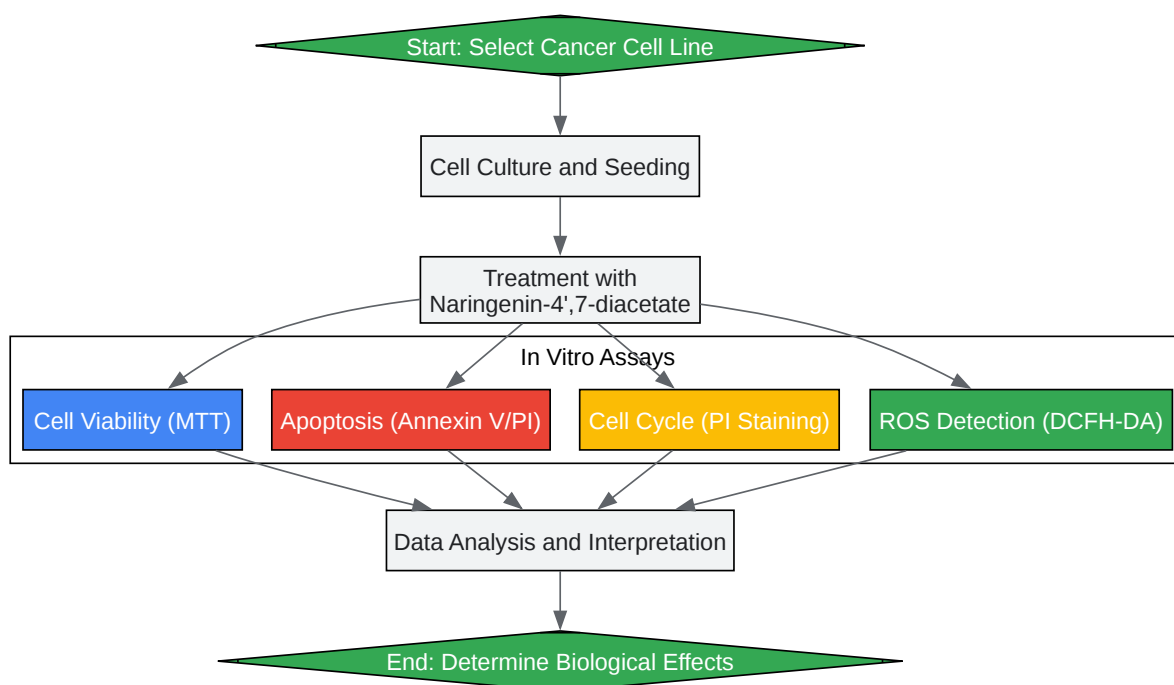 Start: Select Cancer Cell Line
Cell Culture and Seeding
Treatment with
Naringenin-4',7-diacetate
In Vitro Assays
Cell Viability (MTT)
Apoptosis (Annexin V/PI)
Cell Cycle (PI Staining)
ROS Detection (DCFH-DA)
Data Analysis and Interpretation
End: Determine Biological Effects